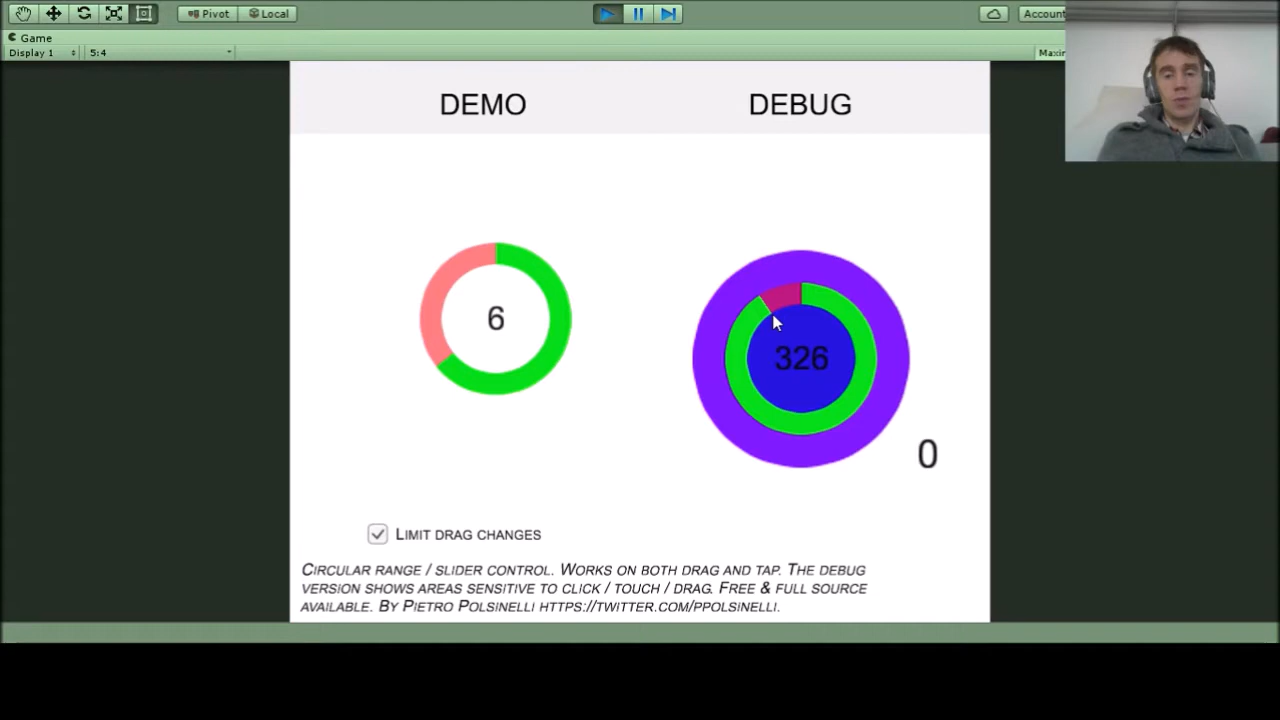 Pivot Local Account
Game
Display 1 5:4 Maxi
DEMO DEBUG
6
326
0
LIMIT DRAG CHANGES
CIRCULAR RANGE / SLIDER CONTROL. WORKS ON BOTH DRAG AND TAP. THE DEBUG
VERSION SHOWS AREAS SENSITIVE TO CLICK / TOUCH / DRAG. FREE & FULL SOURCE
AVAILABLE. BY PIETRO POLSINELLI HTTPS://TWITTER.COM/PPOLSINELLI.